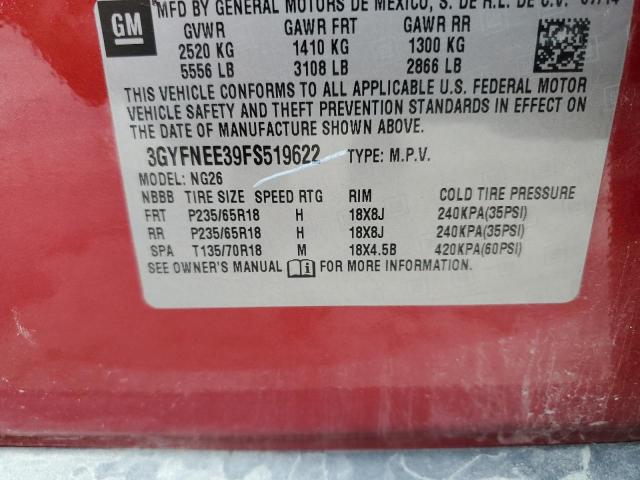 GM
MFD BY GENERAL MOTORS DE MEXICO, S. DE R.L. DE C.V. 07/14
GVWR GAWR FRT GAWR RR
2520 KG 1410 KG 1300 KG
5556 LB 3108 LB 2866 LB
THIS VEHICLE CONFORMS TO ALL APPLICABLE U.S. FEDERAL MOTOR
VEHICLE SAFETY AND THEFT PREVENTION STANDARDS IN EFFECT ON
THE DATE OF MANUFACTURE SHOWN ABOVE.
3GYFNEE39FS519622 TYPE: M.P.V.
MODEL: NG26
NBBB TIRE SIZE SPEED RTG RIM COLD TIRE PRESSURE
FRT P235/65R18 H 18X8J 240KPA(35PSI)
RR P235/65R18 H 18X8J 240KPA(35PSI)
SPA T135/70R18 M 18X4.5B 420KPA(60PSI)
SEE OWNER'S MANUAL FOR MORE INFORMATION